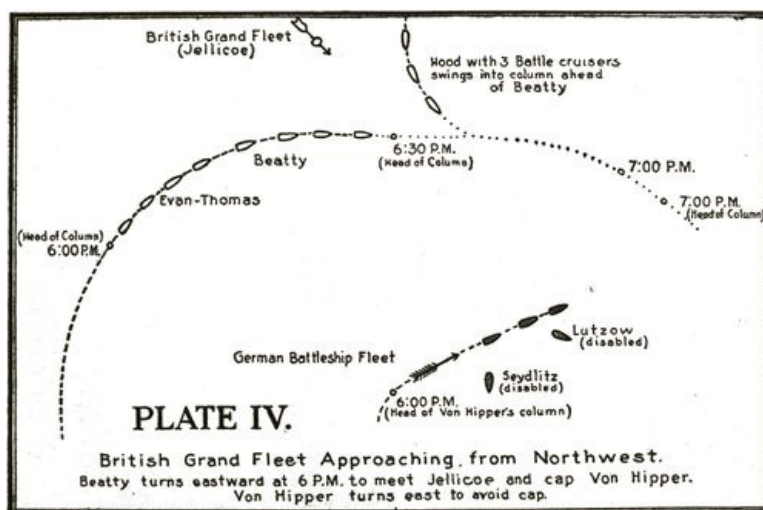 British Grand Fleet
(Jellicoe)
Hood with 3 Battle cruisers
swings into column ahead
of Beatty
6:30 P.M.
(Head of Column)
Beatty
7:00 P.M.
7:00 P.M.
(Head of Column)
Evan-Thomas
(Head of Column)
6:00 P.M.
Lutzow
(disabled)
German Battleship Fleet
Seydlitz
(disabled)
6:00 P.M.
(Head of Von Hipper's column)
PLATE IV.
British Grand Fleet Approaching from Northwest.
Beatty turns eastward at 6 P.M. to meet Jellicoe and cap Von Hipper.
Von Hipper turns east to avoid cap.